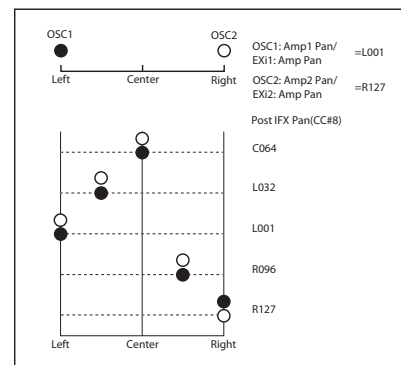 OSC1
OSC2
OSC1: Amp1 Pan/
EXi1: Amp Pan
=L001
Left
Center
Right
OSC2: Amp2 Pan/
EXi2: Amp Pan
=R127
Post IFX Pan(CC#8)
C064
L032
L001
R096
R127
Left
Center
Right